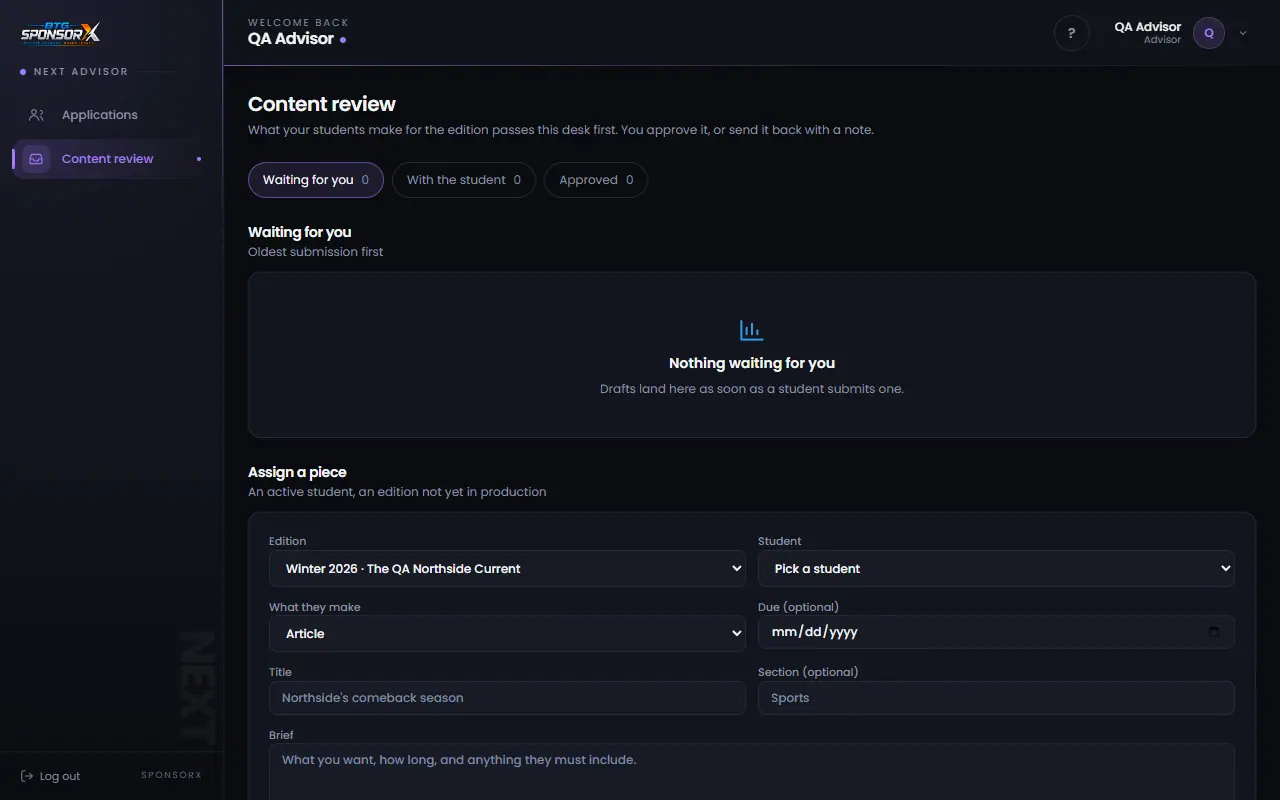 BTG
SPONSORX
WELCOME BACK
QA Advisor
?
QA Advisor
Advisor
Q
NEXT ADVISOR
Applications
Content review
Content review
What your students make for the edition passes this desk first. You approve it, or send it back with a note.
Waiting for you 0
With the student 0
Approved 0
Waiting for you
Oldest submission first
Nothing waiting for you
Drafts land here as soon as a student submits one.
Assign a piece
An active student, an edition not yet in production
Edition
Student
Winter 2026 · The QA Northside Current
Pick a student
What they make
Due (optional)
Article
mm/dd/yyyy
Title
Section (optional)
Northside's comeback season
Sports
Brief
What you want, how long, and anything they must include.
NEXT
Log out
SPONSORX